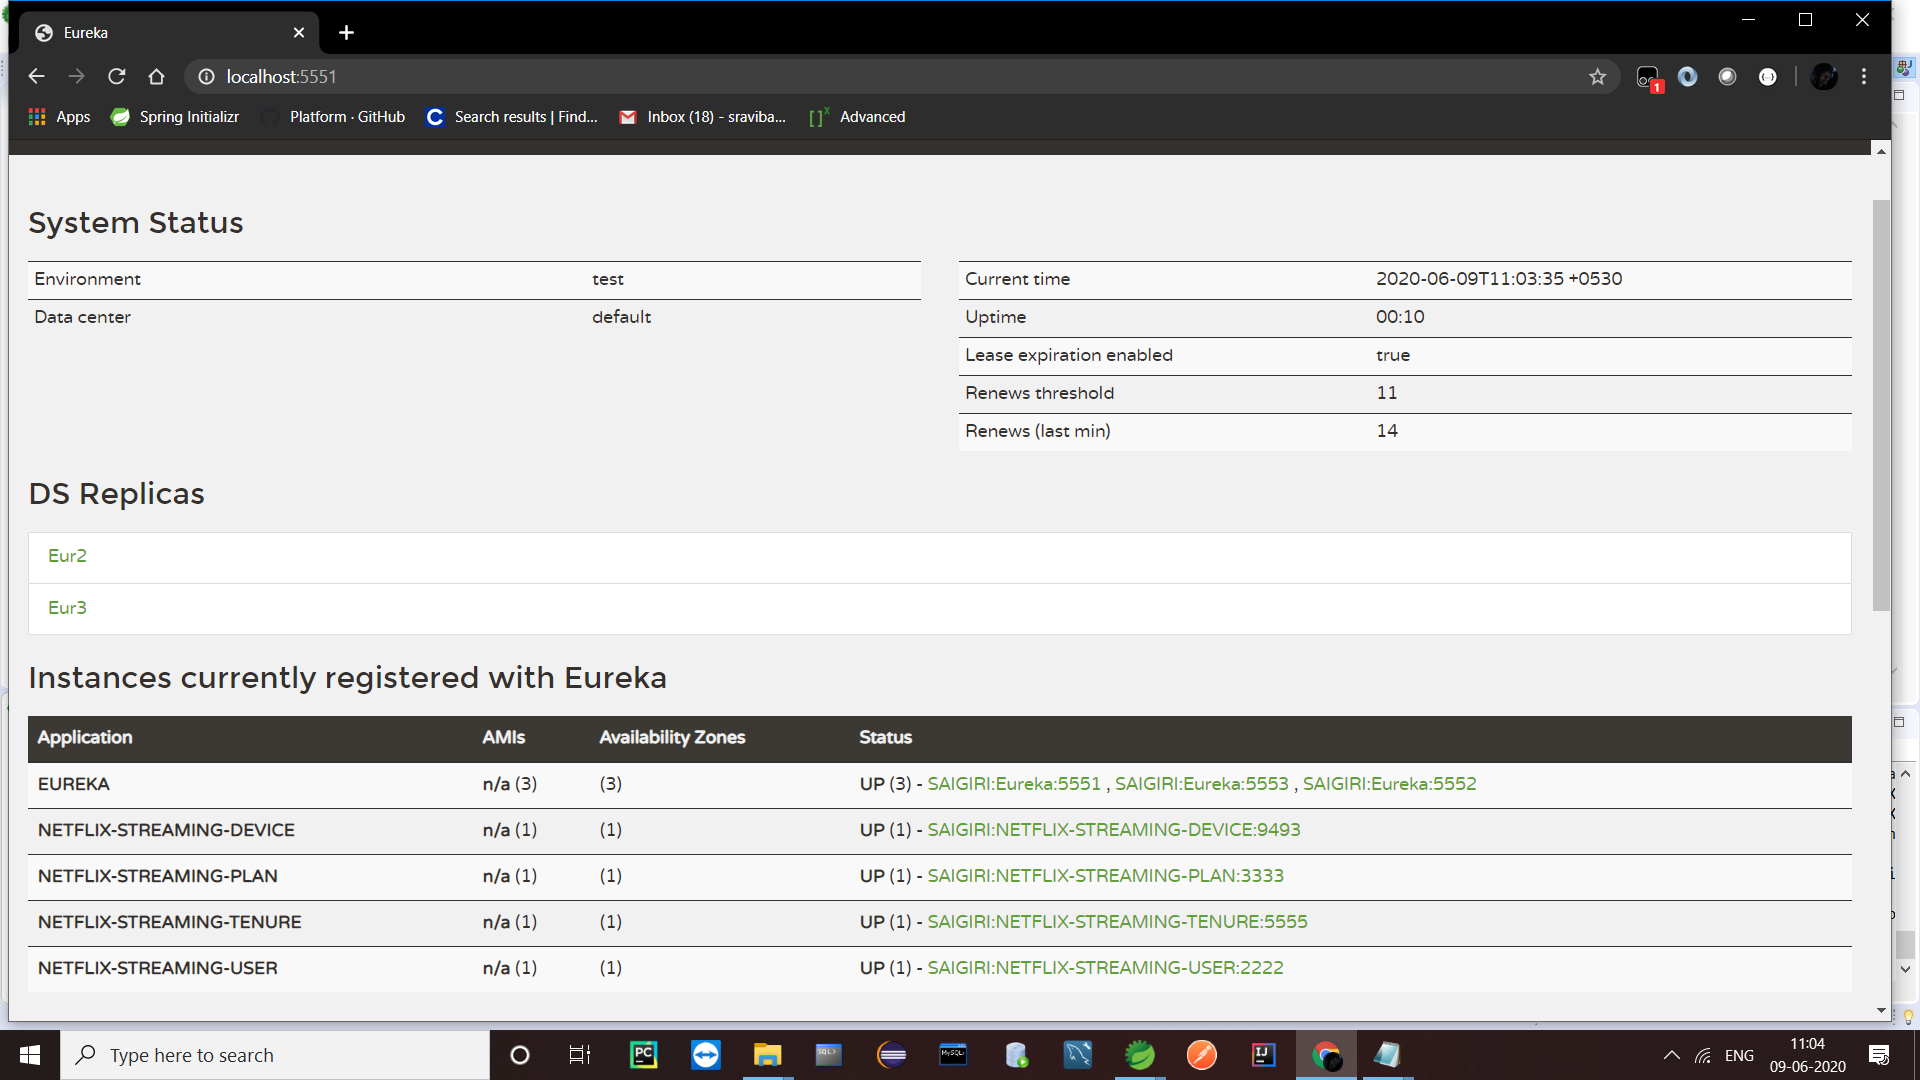 Eureka
localhost:5551
1
Apps Spring Initializr Platform · GitHub Search results | Find... Inbox (18) - sraviba... Advanced
System Status
Environment test
Data center default
Current time 2020-06-09T11:03:35 +0530
Uptime 00:10
Lease expiration enabled true
Renews threshold 11
Renews (last min) 14
DS Replicas
Eur2
Eur3
Instances currently registered with Eureka
Application AMIs Availability Zones Status
EUREKA n/a (3) (3) UP (3) - SAIGIRI:Eureka:5551 , SAIGIRI:Eureka:5553 , SAIGIRI:Eureka:5552
NETFLIX-STREAMING-DEVICE n/a (1) (1) UP (1) - SAIGIRI:NETFLIX-STREAMING-DEVICE:9493
NETFLIX-STREAMING-PLAN n/a (1) (1) UP (1) - SAIGIRI:NETFLIX-STREAMING-PLAN:3333
NETFLIX-STREAMING-TENURE n/a (1) (1) UP (1) - SAIGIRI:NETFLIX-STREAMING-TENURE:5555
NETFLIX-STREAMING-USER n/a (1) (1) UP (1) - SAIGIRI:NETFLIX-STREAMING-USER:2222
Type here to search
PC
SQL>
MySQL
IJ
ENG
11:04
09-06-2020